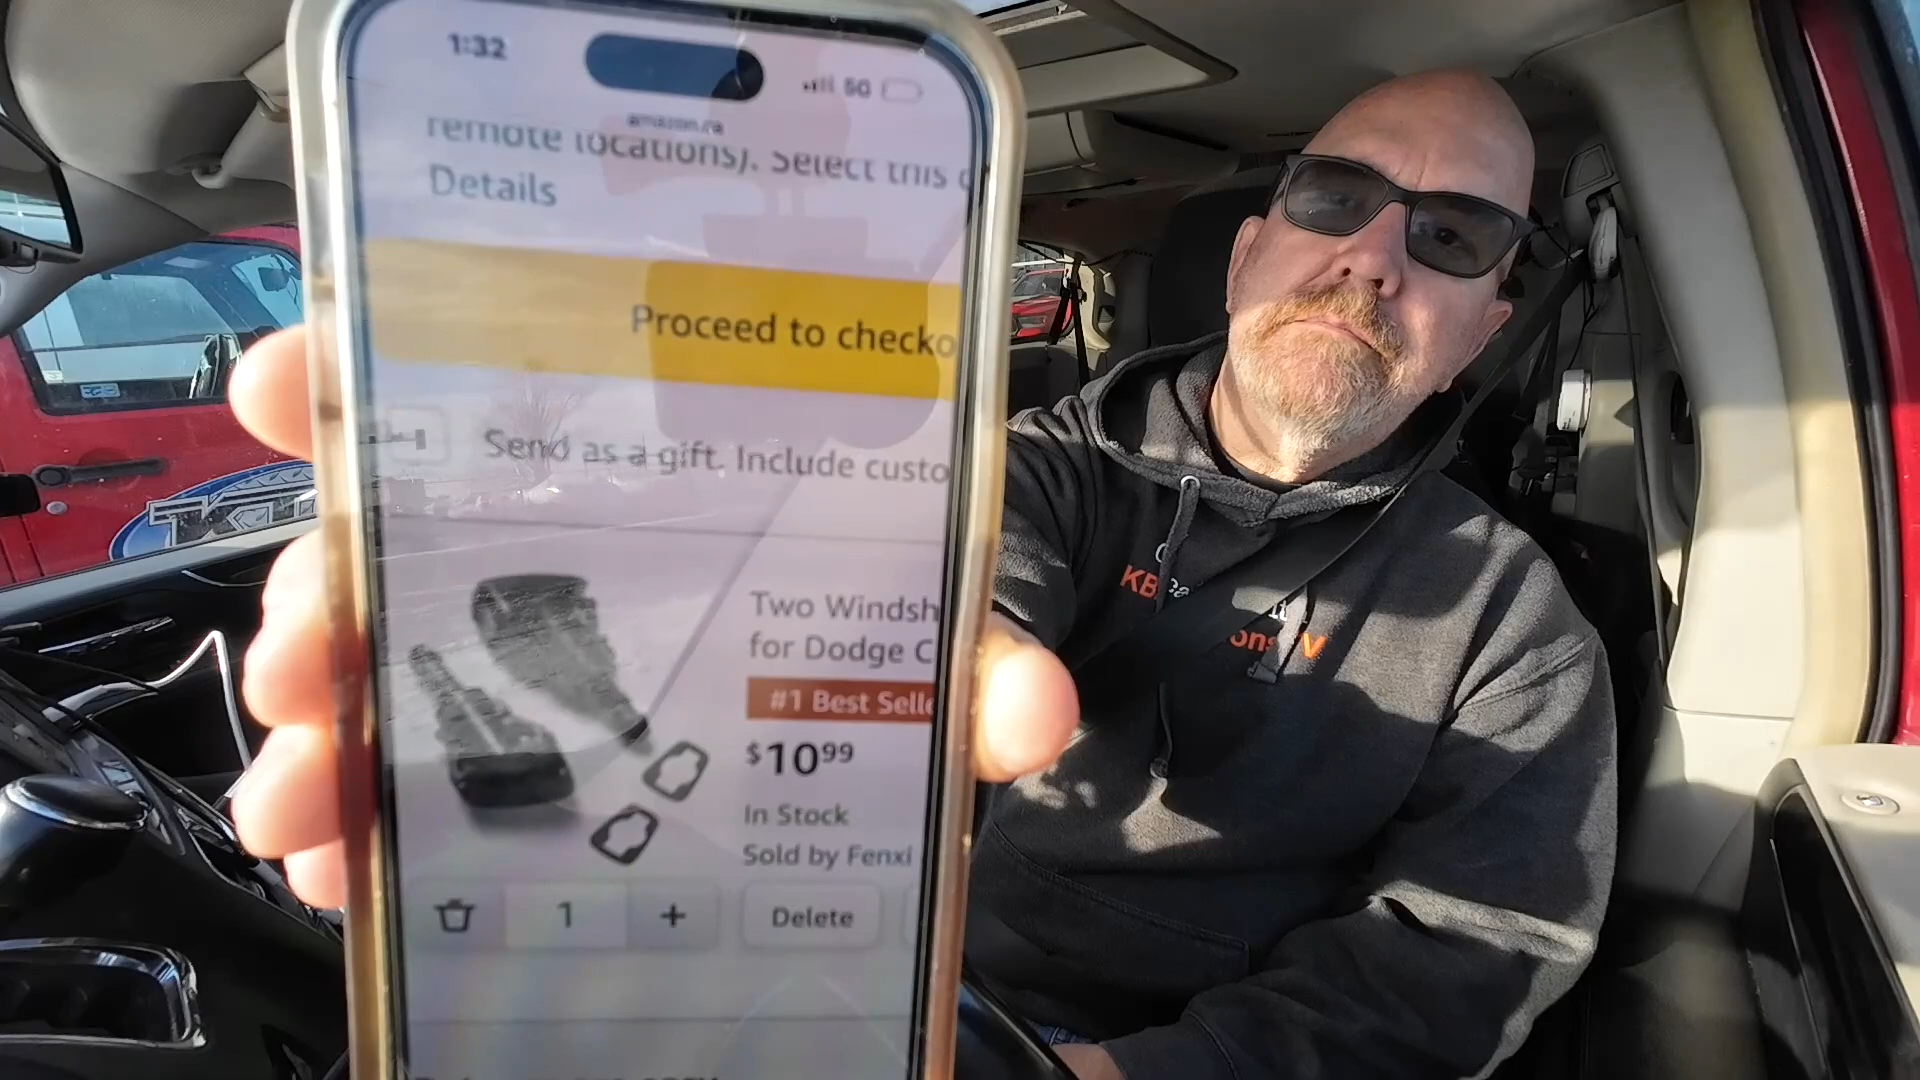 1:32
5G
amazon.ca
remote locations). Select this
Details
Proceed to checko
Send as a gift. Include custo
Two Windsh
for Dodge C
#1 Best Selle
$10 99
In Stock
Sold by Fenxi
1 + Delete
KB
V